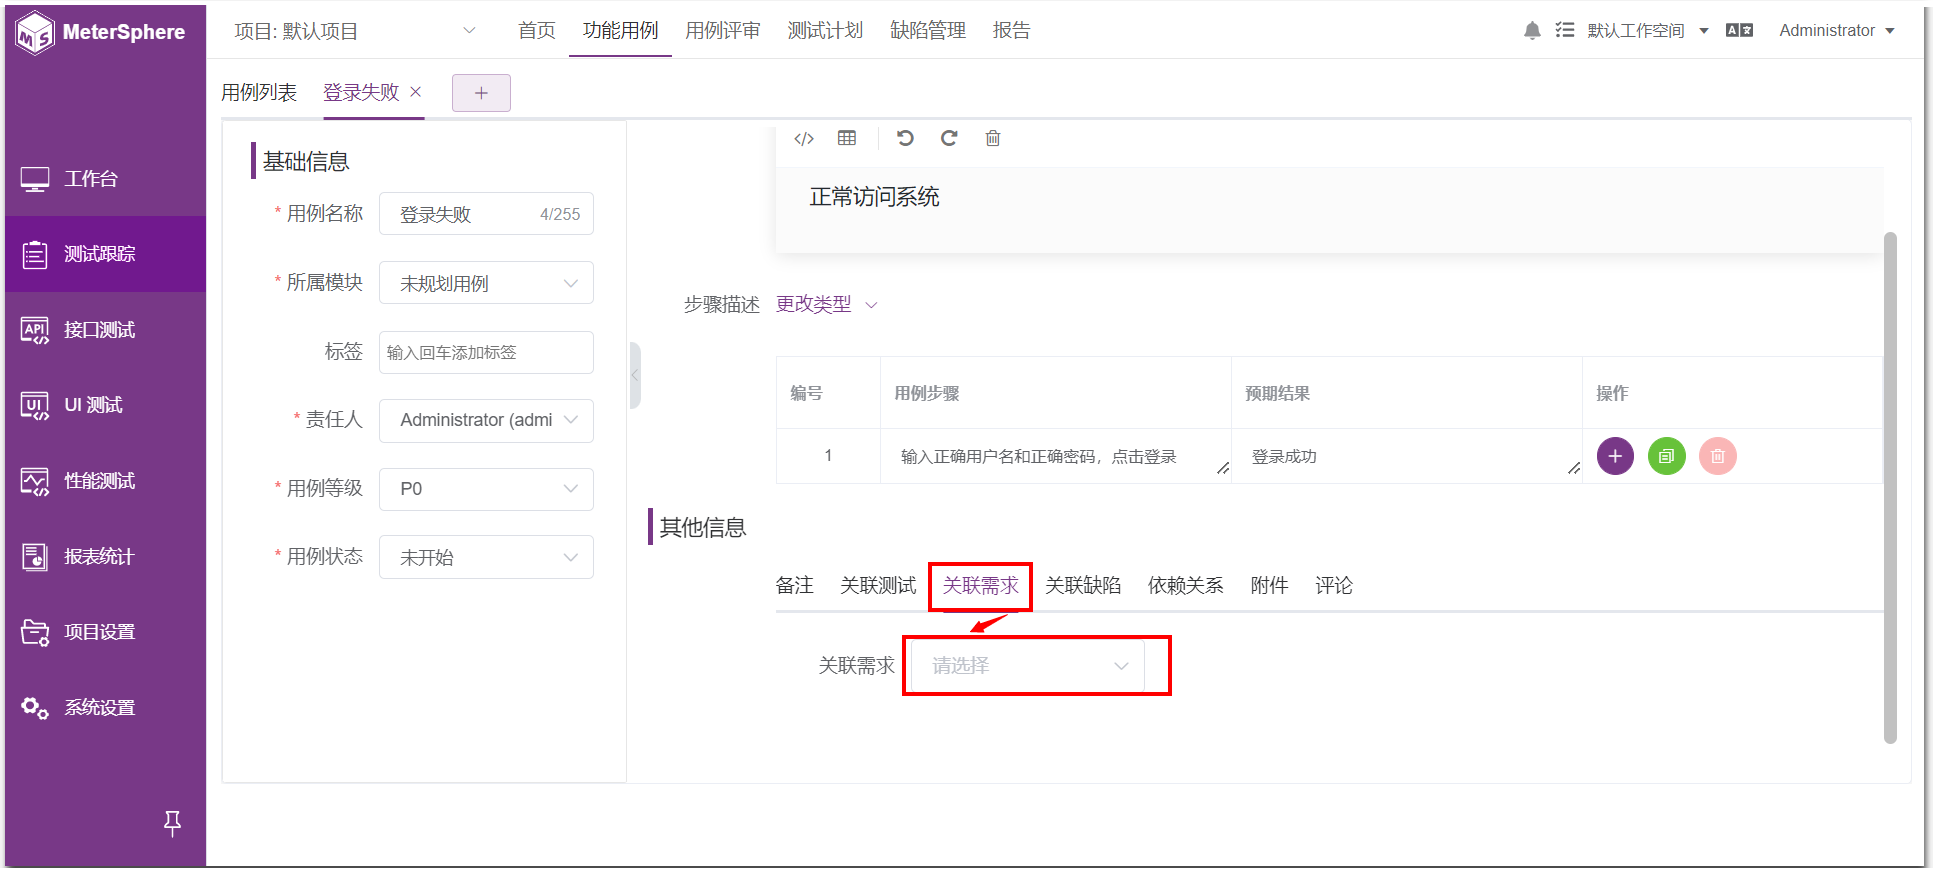 MeterSphere
项目: 默认项目
首页 功能用例 用例评审 测试计划 缺陷管理 报告
默认工作空间
Administrator
用例列表 登录失败
工作台
测试跟踪
接口测试
UI 测试
性能测试
报表统计
项目设置
系统设置
基础信息
* 用例名称 登录失败 4/255
* 所属模块 未规划用例
标签 输入回车添加标签
* 责任人 Administrator (admi
* 用例等级 P0
* 用例状态 未开始
正常访问系统
步骤描述 更改类型
编号 用例步骤 预期结果 操作
1 输入正确用户名和正确密码，点击登录 登录成功
其他信息
备注 关联测试 关联需求 关联缺陷 依赖关系 附件 评论
关联需求 请选择